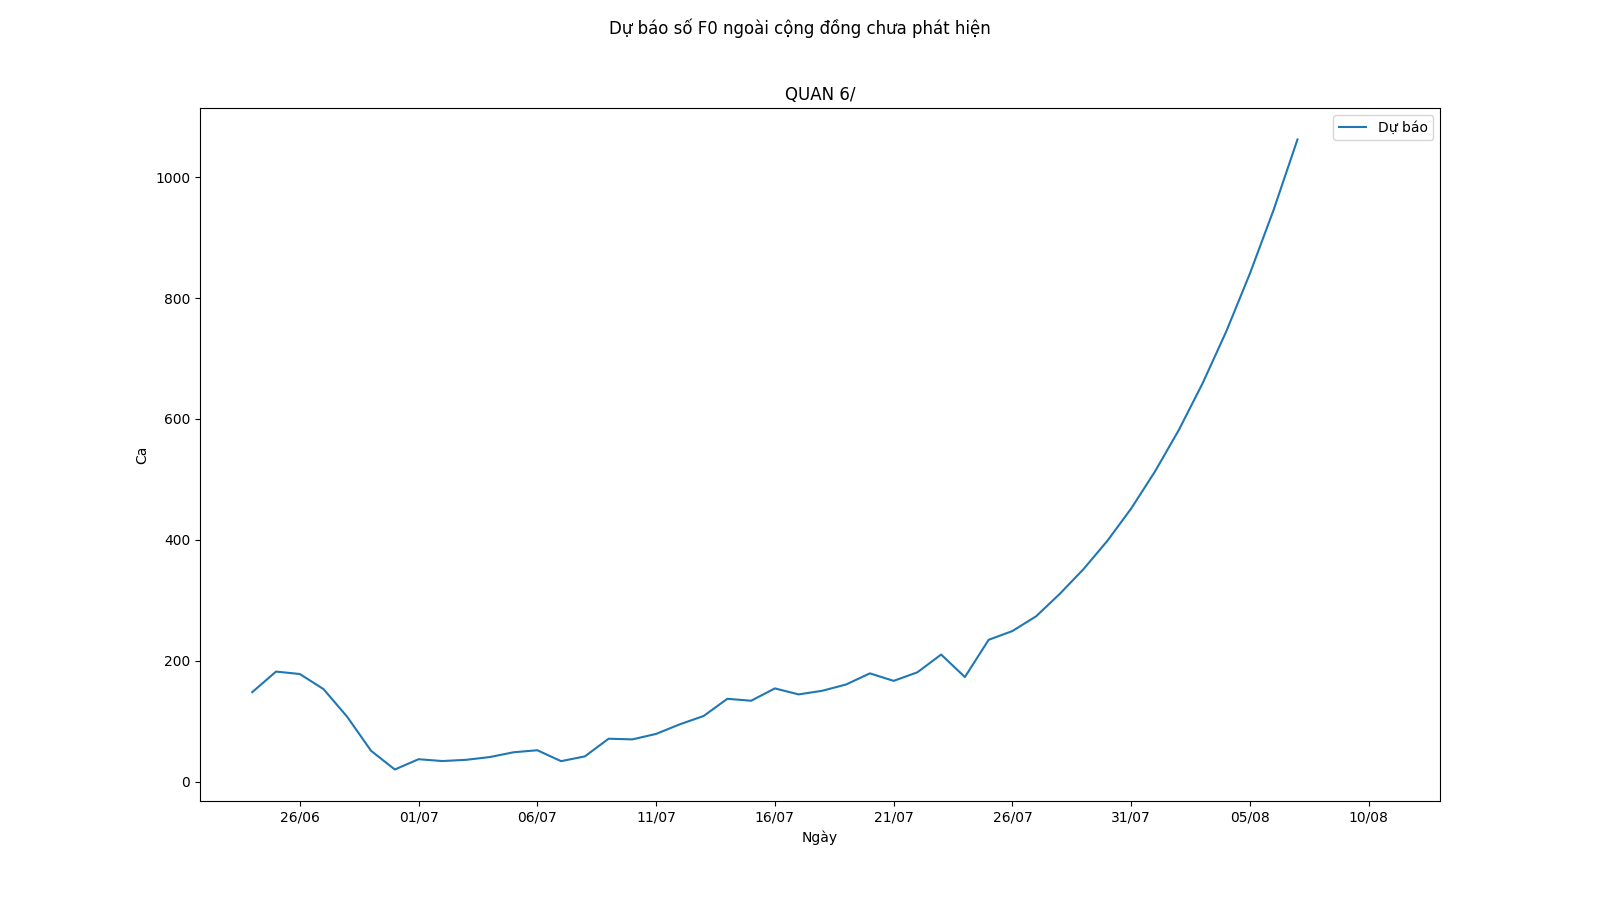 Dự báo số F0 ngoài cộng đồng chưa phát hiện
QUAN 6/
Dự báo
1000
800
600
400
200
0
Ca
26/06 01/07 06/07 11/07 16/07 21/07 26/07 31/07 05/08 10/08
Ngày